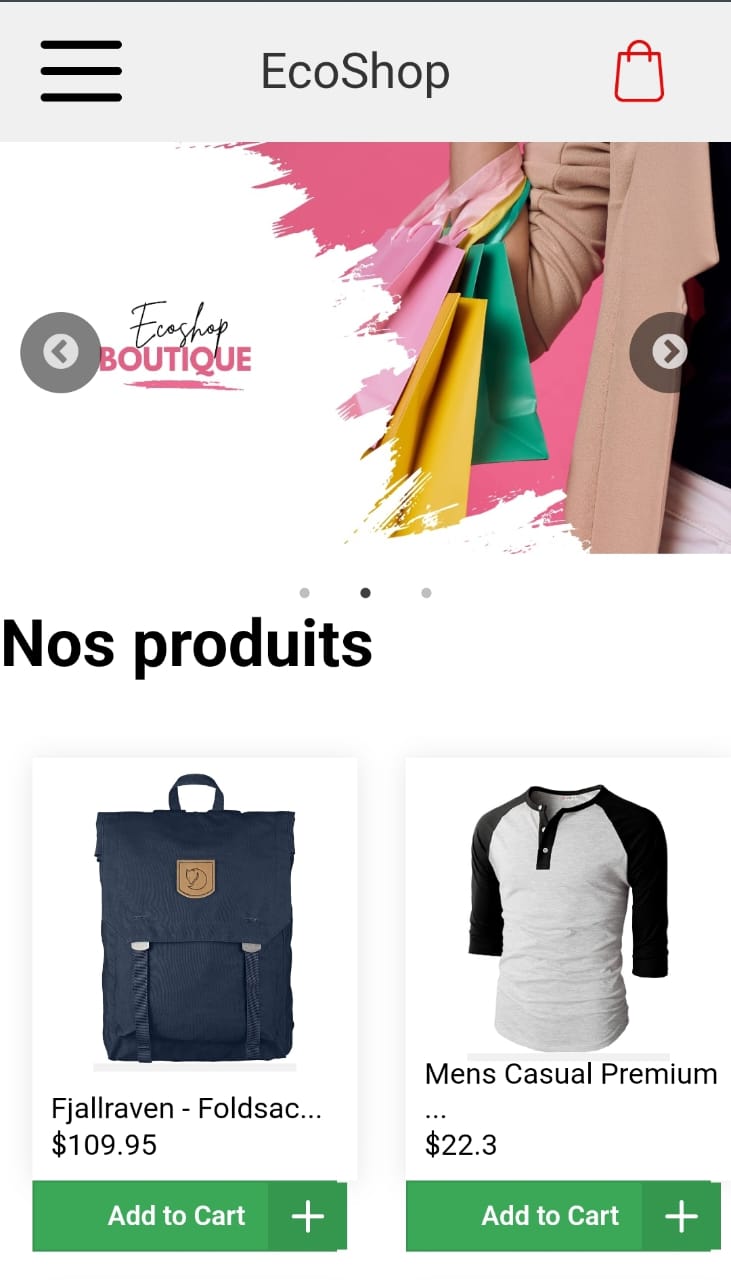 EcoShop
Ecoshop
BOUTIQUE
Nos produits
Fjallraven - Foldsac...
$109.95
Add to Cart
Mens Casual Premium
...
$22.3
Add to Cart